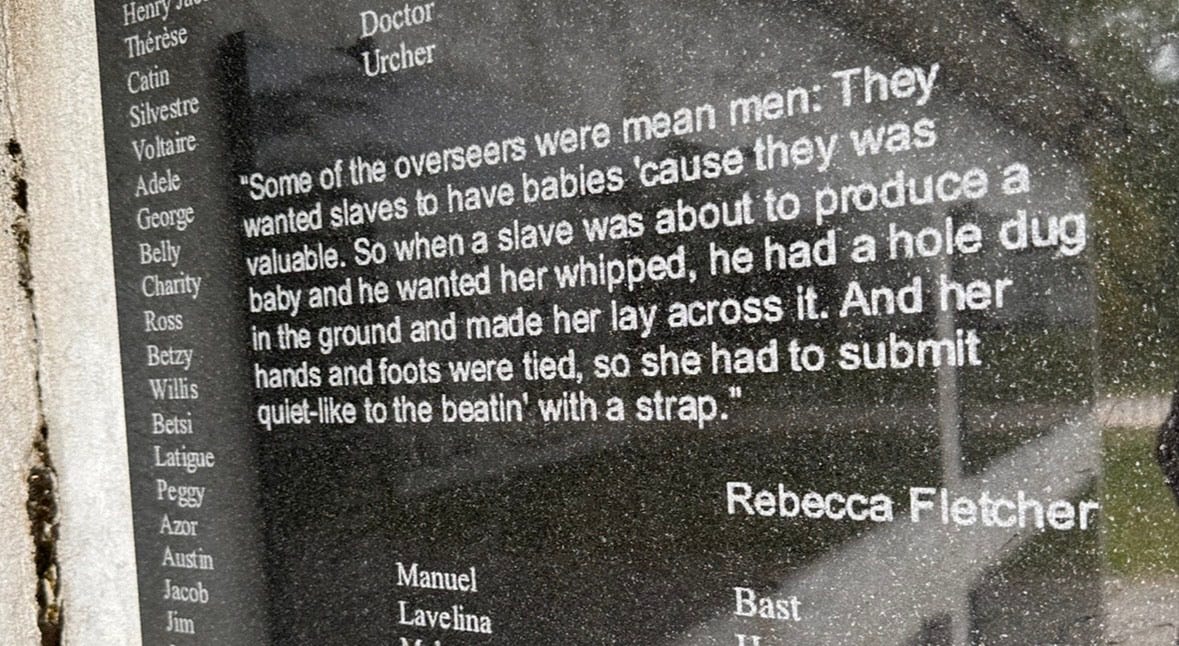 Henry
Thérèse
Catin
Silvestre
Voltaire
Adele
George
Belly
Charity
Ross
Betzy
Willis
Betsi
Latigue
Peggy
Azor
Austin
Jacob
Jim
Doctor
Urcher
"Some of the overseers were mean men: They
wanted slaves to have babies 'cause they was
valuable. So when a slave was about to produce a
baby and he wanted her whipped, he had a hole dug
in the ground and made her lay across it. And her
hands and foots were tied, so she had to submit
quiet-like to the beatin' with a strap."
Rebecca Fletcher
Manuel
Lavelina
Bast